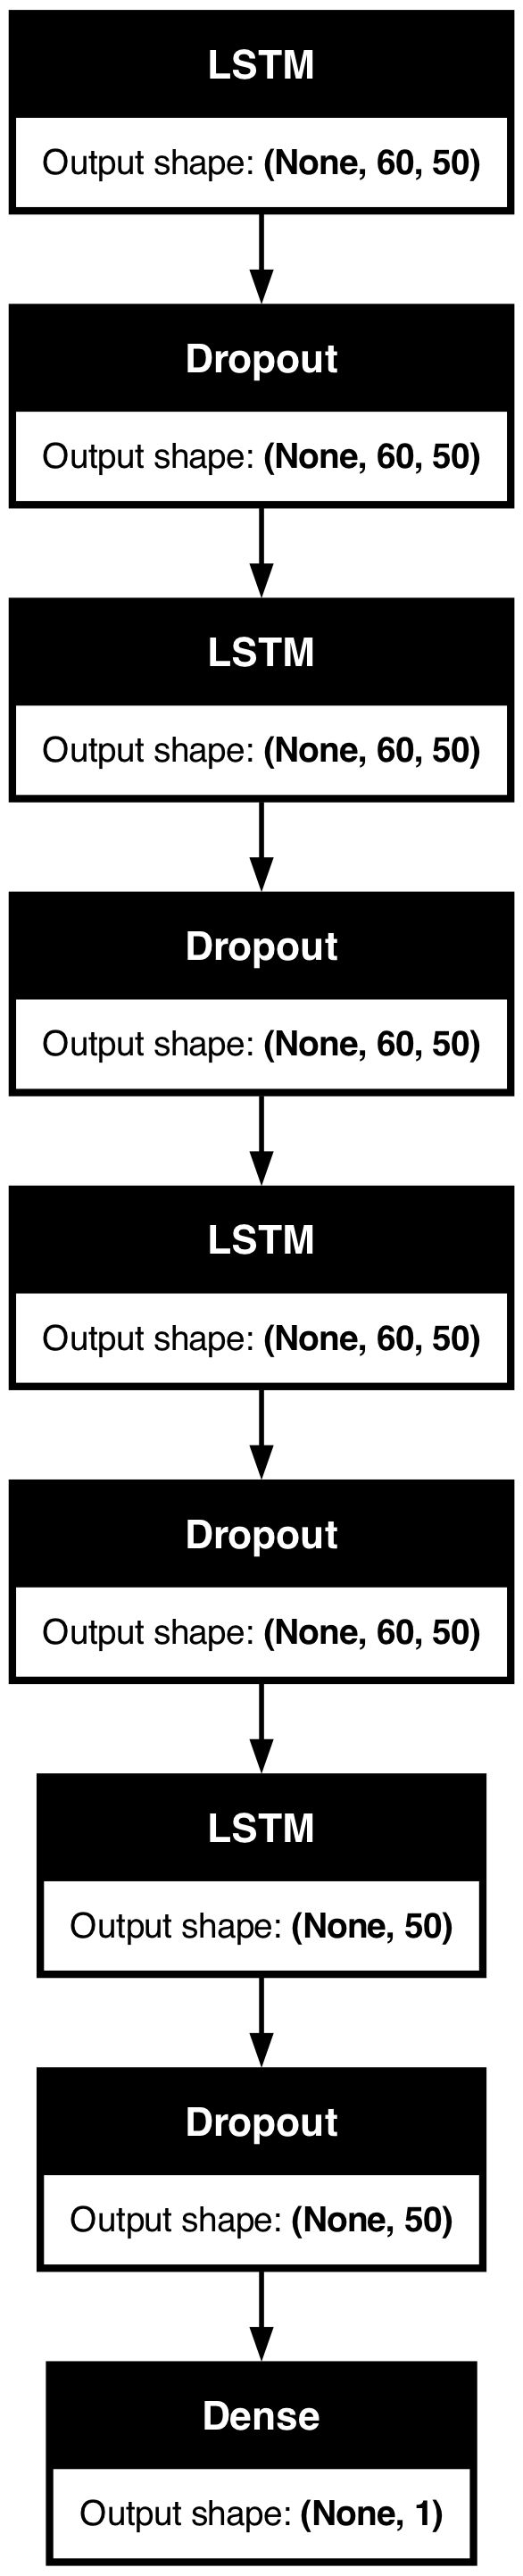 LSTM
Output shape: (None, 60, 50)
Dropout
Output shape: (None, 60, 50)
LSTM
Output shape: (None, 60, 50)
Dropout
Output shape: (None, 60, 50)
LSTM
Output shape: (None, 60, 50)
Dropout
Output shape: (None, 60, 50)
LSTM
Output shape: (None, 50)
Dropout
Output shape: (None, 50)
Dense
Output shape: (None, 1)